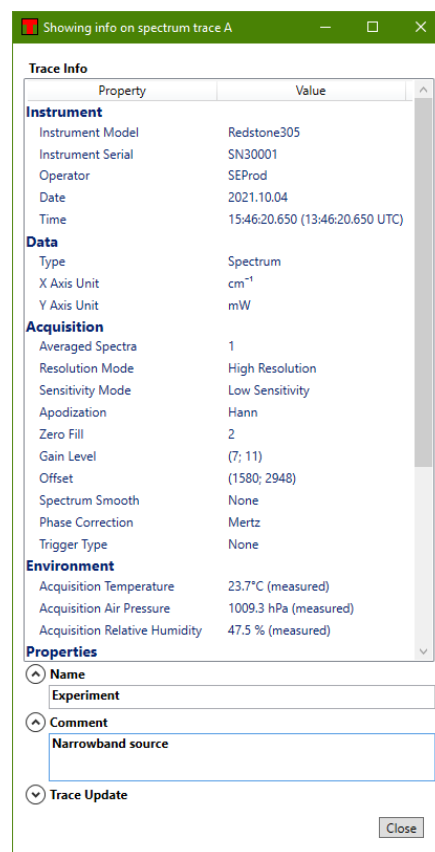 Showing info on spectrum trace A
Trace Info
Property Value
Instrument
Instrument Model Redstone305
Instrument Serial SN30001
Operator SEProd
Date 2021.10.04
Time 15:46:20.650 (13:46:20.650 UTC)
Data
Type Spectrum
X Axis Unit cm⁻¹
Y Axis Unit mW
Acquisition
Averaged Spectra 1
Resolution Mode High Resolution
Sensitivity Mode Low Sensitivity
Apodization Hann
Zero Fill 2
Gain Level (7; 11)
Offset (1580; 2948)
Spectrum Smooth None
Phase Correction Mertz
Trigger Type None
Environment
Acquisition Temperature 23.7°C (measured)
Acquisition Air Pressure 1009.3 hPa (measured)
Acquisition Relative Humidity 47.5 % (measured)
Properties
Name
Experiment
Comment
Narrowband source
Trace Update
Close